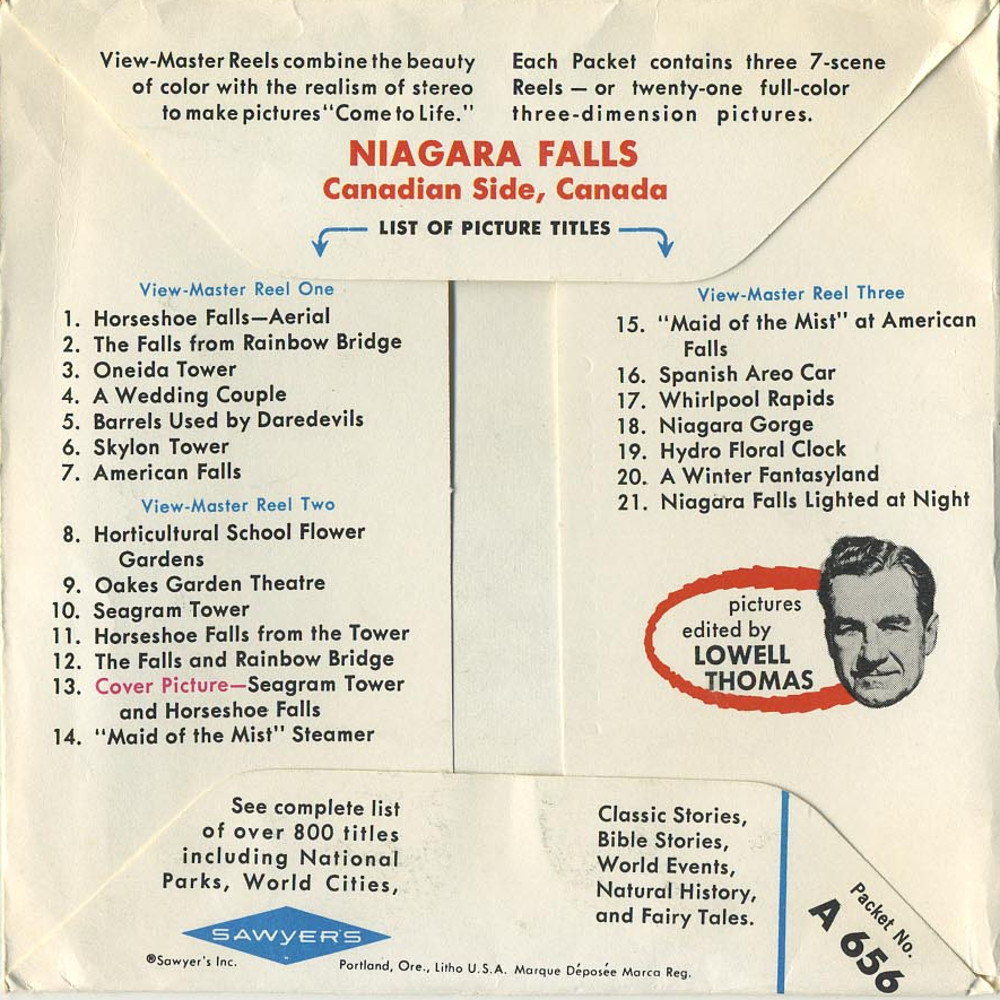 View-Master Reels combine the beauty
of color with the realism of stereo
to make pictures "Come to Life."
Each Packet contains three 7-scene
Reels — or twenty-one full-color
three-dimension pictures.
NIAGARA FALLS
Canadian Side, Canada
LIST OF PICTURE TITLES
View-Master Reel One
1. Horseshoe Falls—Aerial
2. The Falls from Rainbow Bridge
3. Oneida Tower
4. A Wedding Couple
5. Barrels Used by Daredevils
6. Skylon Tower
7. American Falls
View-Master Reel Two
8. Horticultural School Flower
Gardens
9. Oakes Garden Theatre
10. Seagram Tower
11. Horseshoe Falls from the Tower
12. The Falls and Rainbow Bridge
13. Cover Picture—Seagram Tower
and Horseshoe Falls
14. "Maid of the Mist" Steamer
View-Master Reel Three
15. "Maid of the Mist" at American
Falls
16. Spanish Areo Car
17. Whirlpool Rapids
18. Niagara Gorge
19. Hydro Floral Clock
20. A Winter Fantasyland
21. Niagara Falls Lighted at Night
pictures
edited by
LOWELL
THOMAS
See complete list
of over 800 titles
including National
Parks, World Cities,
Classic Stories,
Bible Stories,
World Events,
Natural History,
and Fairy Tales.
SAWYER'S
®Sawyer's Inc.
Portland, Ore., Litho U.S.A. Marque Déposée Marca Reg.
Packet No.
A 656